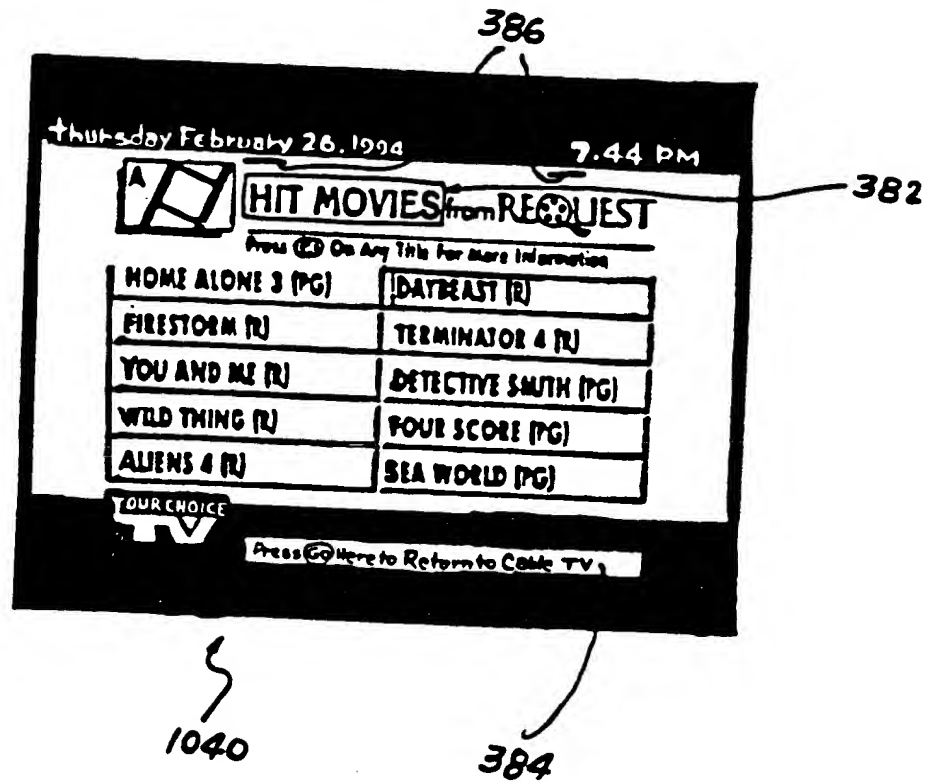 386
Thursday February 26.1994 7.44 PM
382
A
HIT MOVIES from REQUEST
Press GO On Any Title For More Information
HOME ALONE 3 (PG) DAYBEAST (R)
FIRESTORM (R) TERMINATOR 4 (R)
YOU AND ME (R) DETECTIVE SMITH (PG)
WILD THING (R) FOUR SCORE (PG)
ALIENS 4 (R) SEA WORLD (PG)
YOUR CHOICE
TV
Press GO Here to Return to Cable TV
1040
384